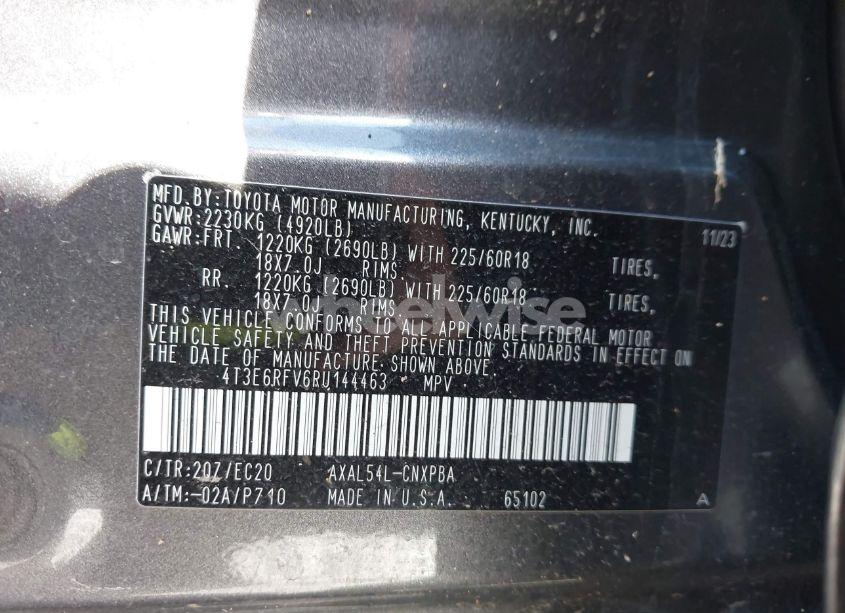 MFD. BY: TOYOTA MOTOR MANUFACTURING, KENTUCKY, INC.
GVWR: 2230KG (4920LB) 11/23
GAWR: FRT. 1220KG (2690LB) WITH 225/60R18 TIRES,
18X7.0J RIMS.
RR. 1220KG (2690LB) WITH 225/60R18 TIRES,
18X7.0J RIMS.
wheelwise
THIS VEHICLE CONFORMS TO ALL APPLICABLE FEDERAL MOTOR
VEHICLE SAFETY AND THEFT PREVENTION STANDARDS IN EFFECT ON
THE DATE OF MANUFACTURE, SHOWN ABOVE.
4T3E6RFV6RU144463 MPV
C/TR: 20Z/EC20 AXAL54L-CNXPBA
A/TM: -02A/P710 MADE IN U.S.A. 65102 A